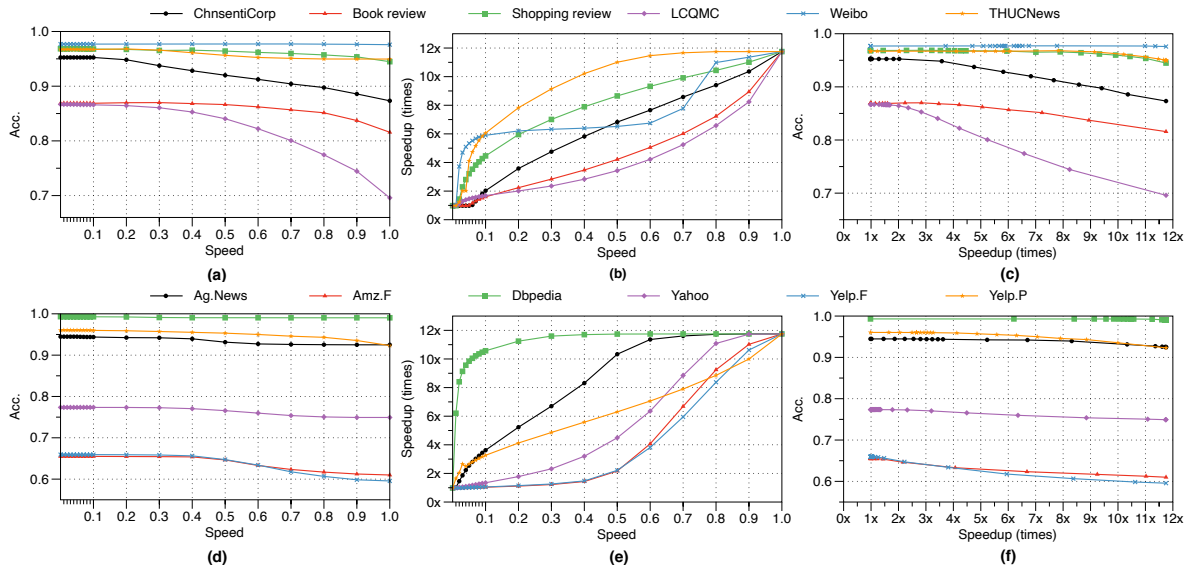 ChnsentiCorp Book review Shopping review LCQMC Weibo THUCNews
Acc.
1.0
0.9
0.8
0.7
0.1 0.2 0.3 0.4 0.5 0.6 0.7 0.8 0.9 1.0
Speed
(a)
Speedup (times)
12x
10x
8x
6x
4x
2x
0x
0.1 0.2 0.3 0.4 0.5 0.6 0.7 0.8 0.9 1.0
Speed
(b)
Acc.
1.0
0.9
0.8
0.7
0x 1x 2x 3x 4x 5x 6x 7x 8x 9x 10x 11x 12x
Speedup (times)
(c)
Ag.News Amz.F Dbpedia Yahoo Yelp.F Yelp.P
Acc.
1.0
0.9
0.8
0.7
0.6
0.1 0.2 0.3 0.4 0.5 0.6 0.7 0.8 0.9 1.0
Speed
(d)
Speedup (times)
12x
10x
8x
6x
4x
2x
0x
0.1 0.2 0.3 0.4 0.5 0.6 0.7 0.8 0.9 1.0
Speed
(e)
Acc.
1.0
0.9
0.8
0.7
0.6
0x 1x 2x 3x 4x 5x 6x 7x 8x 9x 10x 11x 12x
Speedup (times)
(f)